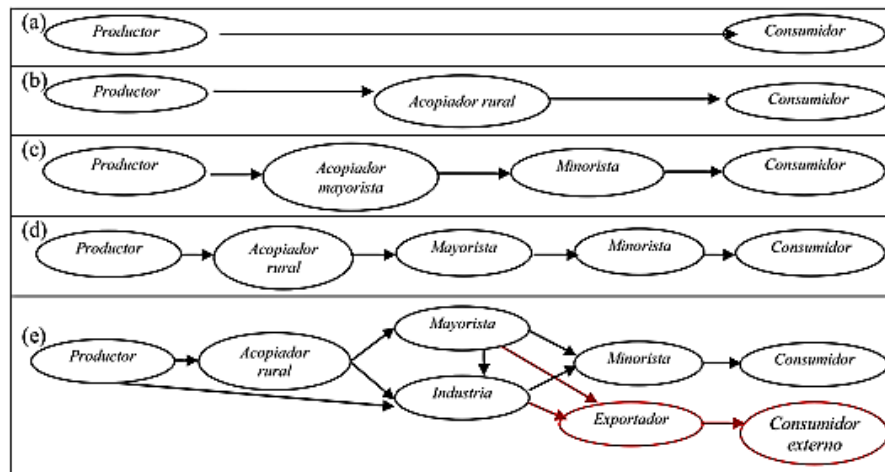 (a) Productor Consumidor
(b) Productor Acopiador rural Consumidor
(c) Productor Acopiador mayorista Minorista Consumidor
(d) Productor Acopiador rural Mayorista Minorista Consumidor
(e) Productor Acopiador rural Mayorista Industria Minorista Consumidor
Exportador Consumidor externo